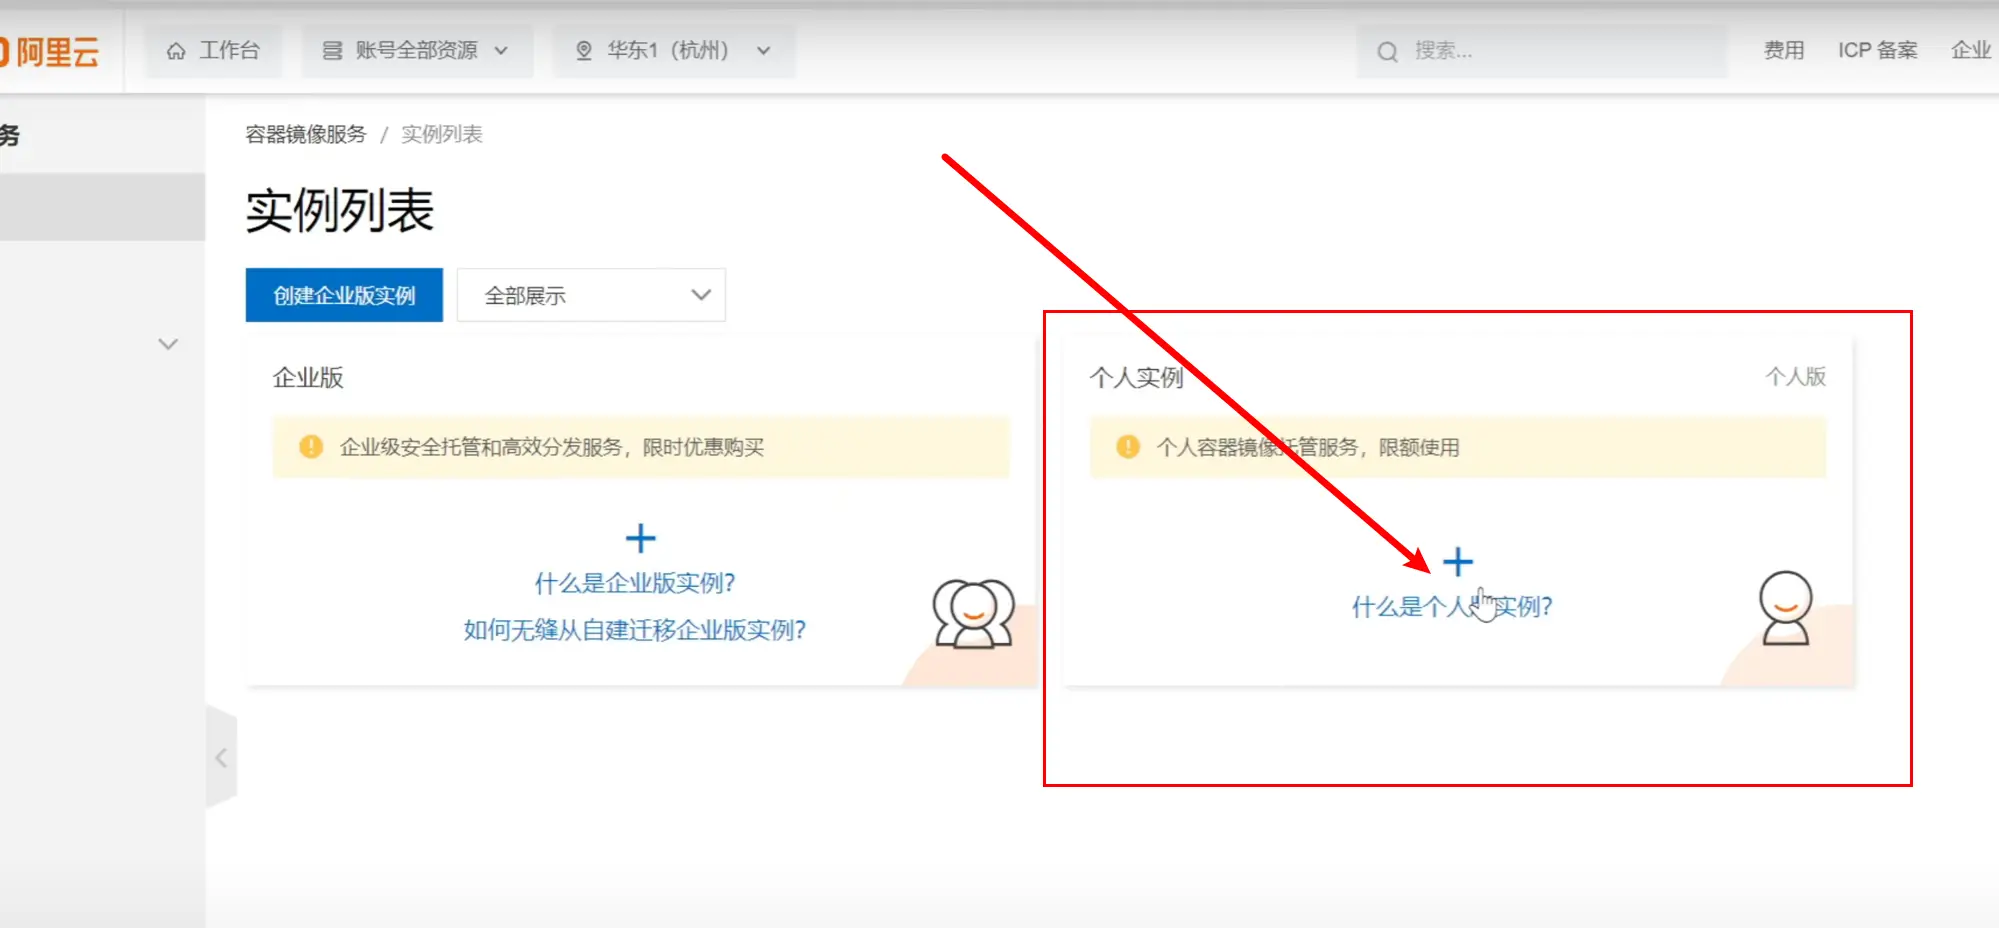 阿里云
工作台
账号全部资源
华东1（杭州）
搜索...
费用
ICP 备案
企业
务
容器镜像服务 / 实例列表
实例列表
创建企业版实例
全部展示
企业版
企业级安全托管和高效分发服务，限时优惠购买
什么是企业版实例？
如何无缝从自建迁移企业版实例？
个人实例
个人版
个人容器镜像托管服务，限额使用
什么是个人版实例？